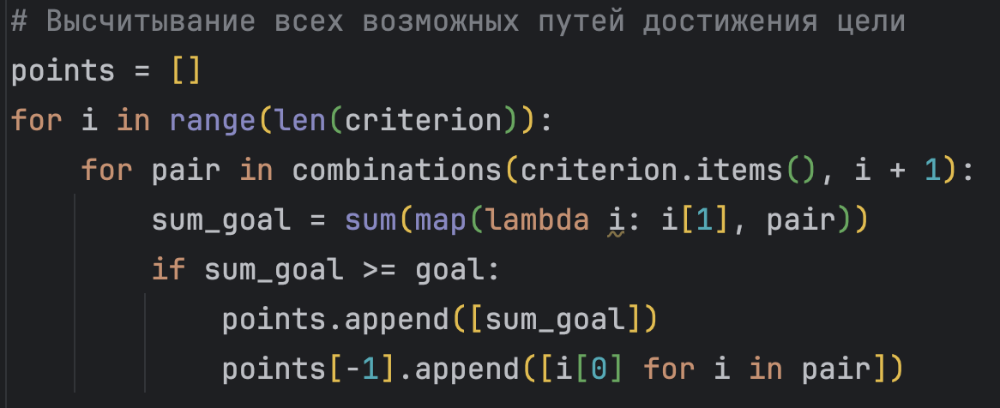 # Высчитывание всех возможных путей достижения цели
points = []
for i in range(len(criterion)):
    for pair in combinations(criterion.items(), i + 1):
        sum_goal = sum(map(lambda i: i[1], pair))
        if sum_goal >= goal:
            points.append([sum_goal])
            points[-1].append([i[0] for i in pair])